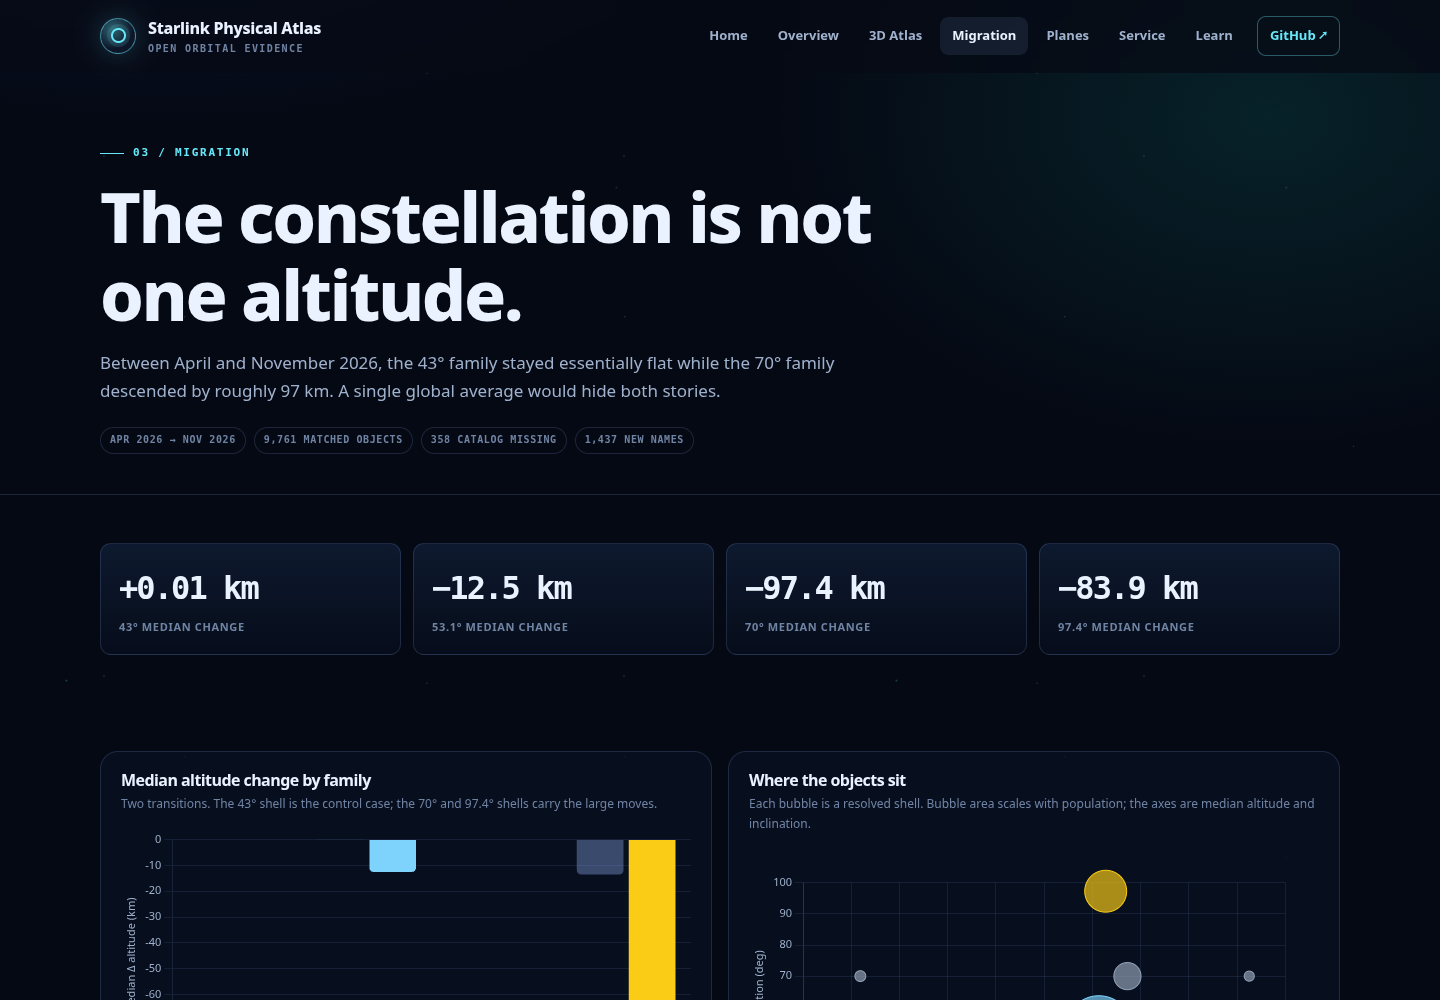 Starlink Physical Atlas
OPEN ORBITAL EVIDENCE
Home Overview 3D Atlas Migration Planes Service Learn GitHub ↗
03 / MIGRATION
The constellation is not
one altitude.
Between April and November 2026, the 43° family stayed essentially flat while the 70° family
descended by roughly 97 km. A single global average would hide both stories.
APR 2026 → NOV 2026 9,761 MATCHED OBJECTS 358 CATALOG MISSING 1,437 NEW NAMES
+0.01 km
43° MEDIAN CHANGE
−12.5 km
53.1° MEDIAN CHANGE
−97.4 km
70° MEDIAN CHANGE
−83.9 km
97.4° MEDIAN CHANGE
Median altitude change by family
Two transitions. The 43° shell is the control case; the 70° and 97.4° shells carry the large moves.
0
-10
-20
-30
-40
-50
-60
Δ altitude (km)
Where the objects sit
Each bubble is a resolved shell. Bubble area scales with population; the axes are median altitude and
inclination.
100
90
80
70
(deg)